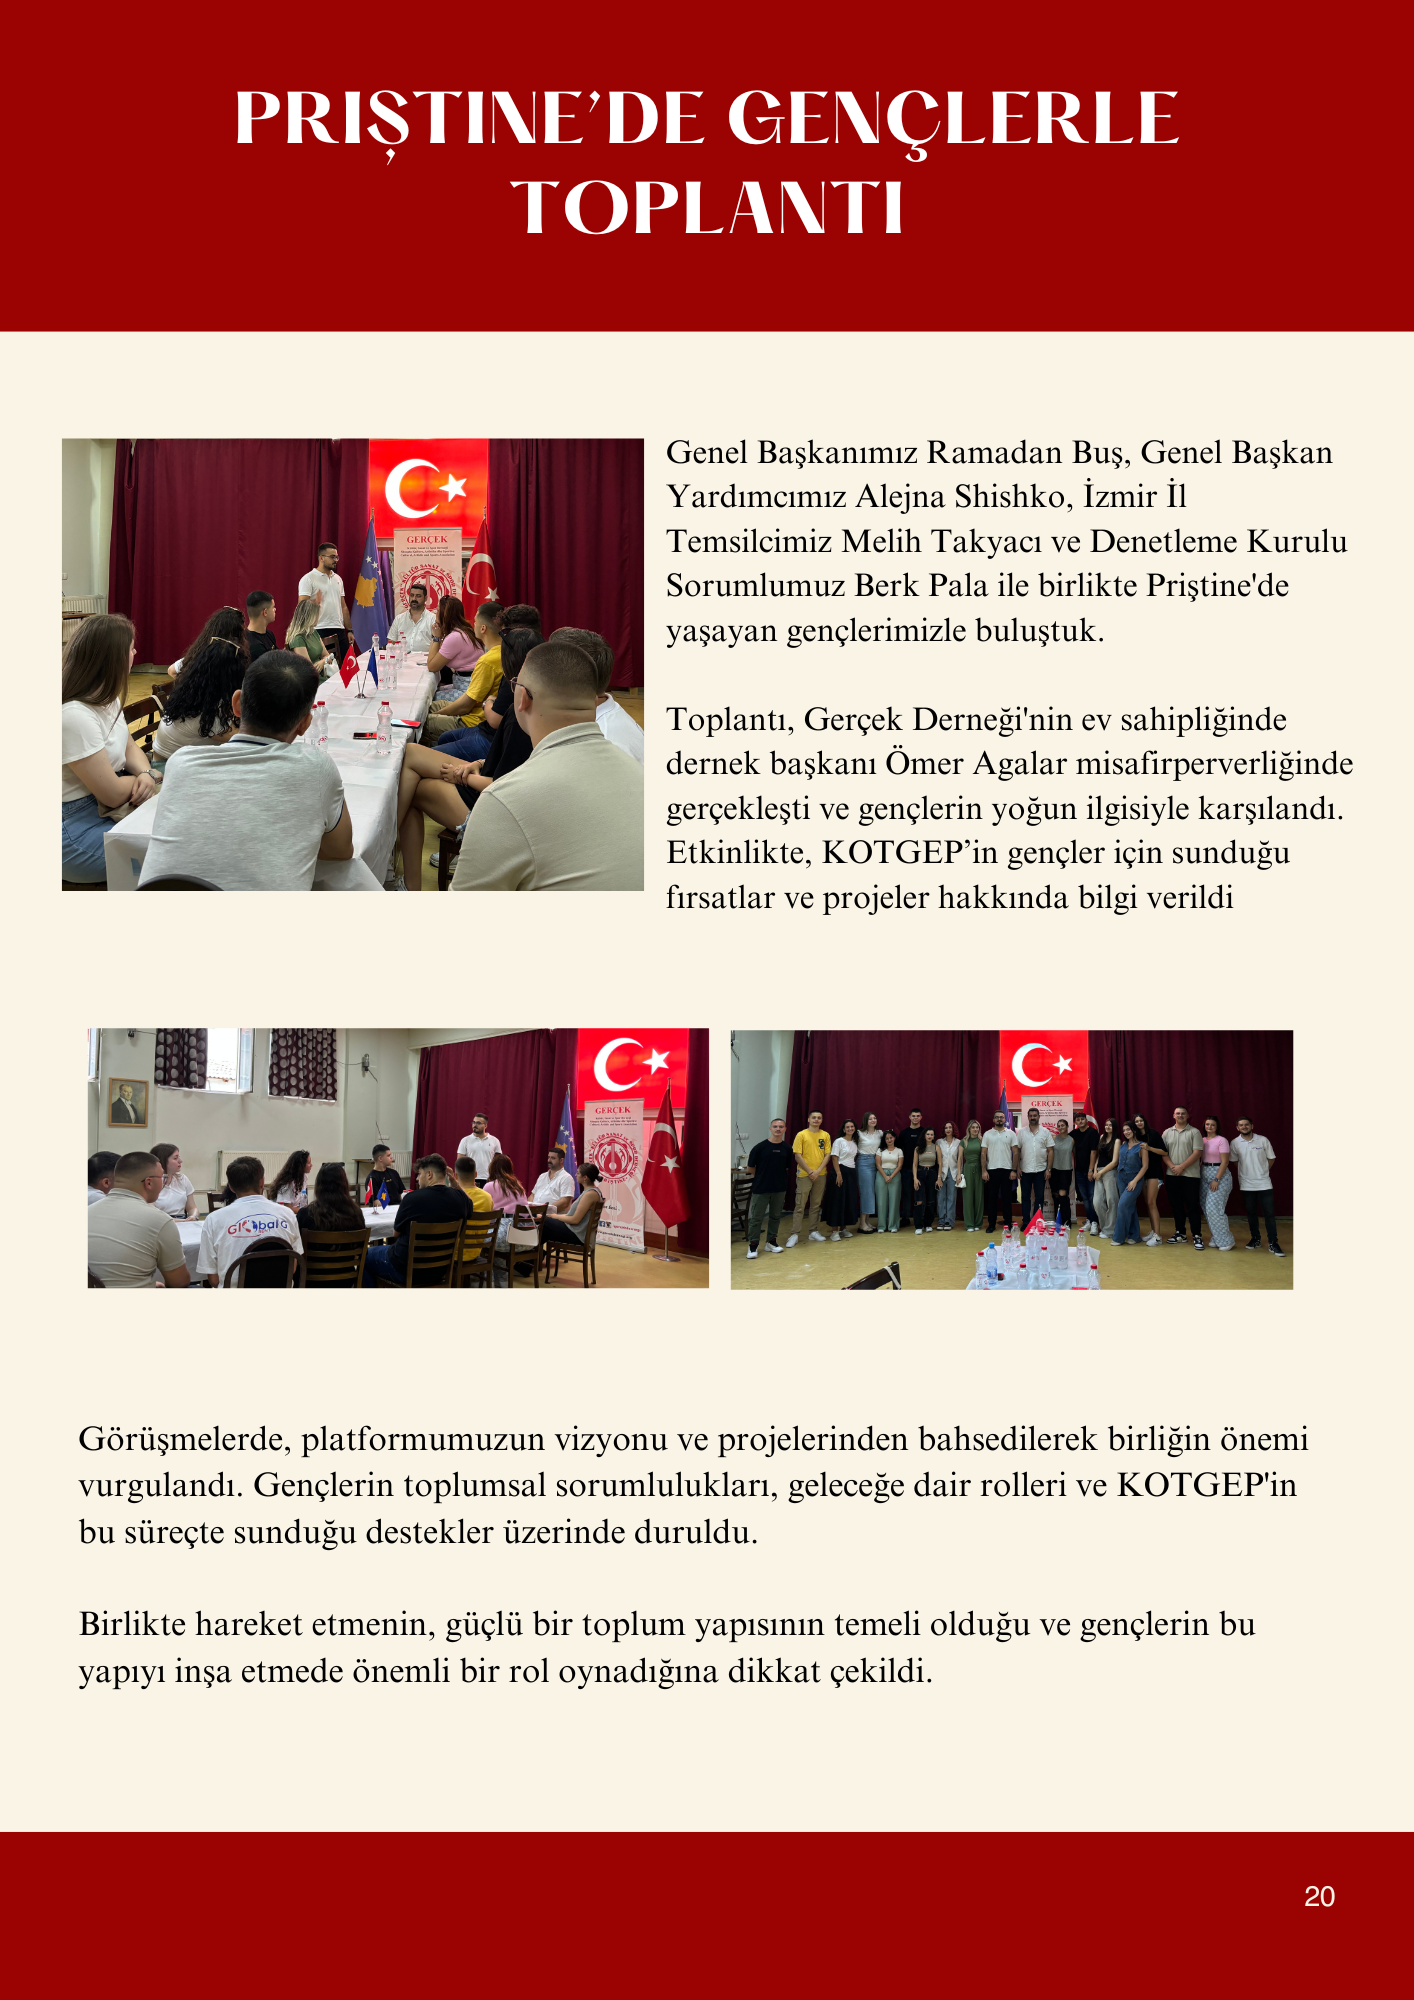 PRIŞTINE’DE GENÇLERLE
TOPLANTI
Genel Başkanımız Ramadan Buş, Genel Başkan
Yardımcımız Alejna Shishko, İzmir İl
Temsilcimiz Melih Takyacı ve Denetleme Kurulu
Sorumlumuz Berk Pala ile birlikte Priştine'de
yaşayan gençlerimizle buluştuk.
Toplantı, Gerçek Derneği'nin ev sahipliğinde
dernek başkanı Ömer Agalar misafirperverliğinde
gerçekleşti ve gençlerin yoğun ilgisiyle karşılandı.
Etkinlikte, KOTGEP’in gençler için sunduğu
fırsatlar ve projeler hakkında bilgi verildi
GERÇEK
GERÇEK
GERÇEK
Görüşmelerde, platformumuzun vizyonu ve projelerinden bahsedilerek birliğin önemi
vurgulandı. Gençlerin toplumsal sorumlulukları, geleceğe dair rolleri ve KOTGEP'in
bu süreçte sunduğu destekler üzerinde duruldu.
Birlikte hareket etmenin, güçlü bir toplum yapısının temeli olduğu ve gençlerin bu
yapıyı inşa etmede önemli bir rol oynadığına dikkat çekildi.
20